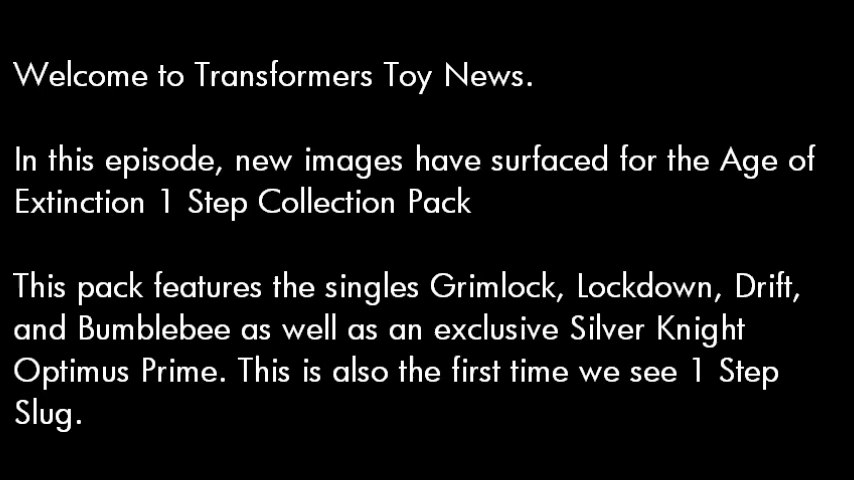 Welcome to Transformers Toy News.
In this episode, new images have surfaced for the Age of
Extinction 1 Step Collection Pack
This pack features the singles Grimlock, Lockdown, Drift,
and Bumblebee as well as an exclusive Silver Knight
Optimus Prime. This is also the first time we see 1 Step
Slug.